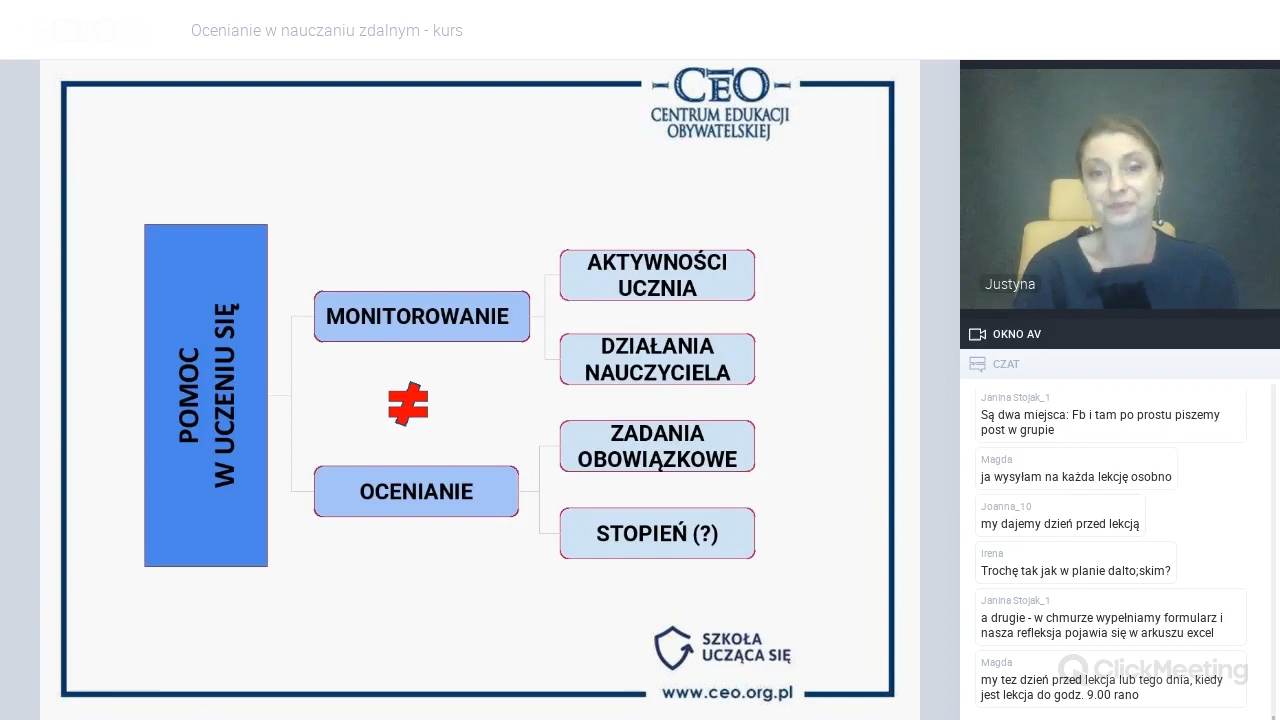 Ocenianie w nauczaniu zdalnym - kurs
CEO
CENTRUM EDUKACJI
OBYWATELSKIEJ
POMOC
W UCZENIU SIĘ
MONITOROWANIE
AKTYWNOŚCI
UCZNIA
DZIAŁANIA
NAUCZYCIELA
≠
OCENIANIE
ZADANIA
OBOWIĄZKOWE
STOPIEŃ (?)
SZKOŁA
UCZĄCA SIĘ
www.ceo.org.pl
Justyna
OKNO AV
CZAT
Janina Stojak_1
Są dwa miejsca: Fb i tam po prostu piszemy
post w grupie
Magda
ja wysyłam na każda lekcję osobno
Joanna_10
my dajemy dzień przed lekcją
Irena
Trochę tak jak w planie dalto;skim?
Janina Stojak_1
a drugie - w chmurze wypełniamy formularz i
nasza refleksja pojawia się w arkuszu excel
Magda
my tez dzień przed lekcja lub tego dnia, kiedy
jest lekcja do godz. 9.00 rano
ClickMeeting